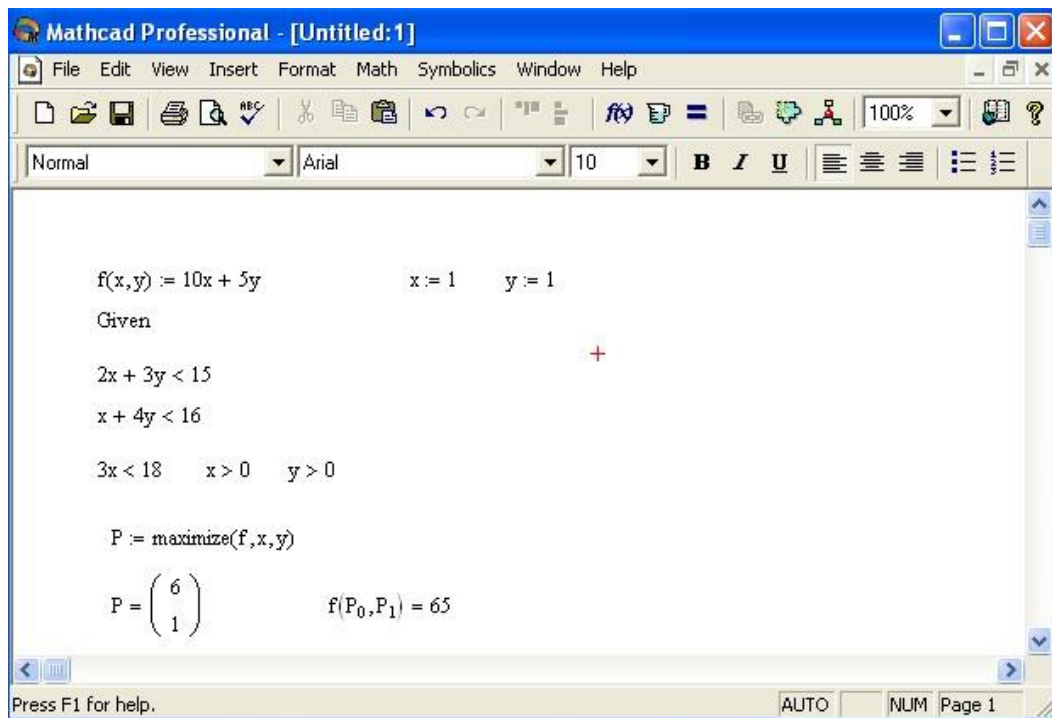 Mathcad Professional - [Untitled:1]
File Edit View Insert Format Math Symbolics Window Help
ABC f(x) 100% ?
Normal Arial 10 B I U
f(x,y) := 10x + 5y x := 1 y := 1
Given
2x + 3y < 15
x + 4y < 16
3x < 18 x > 0 y > 0
P := maximize(f,x,y)
P = ( 6
1 ) f(P₀,P₁) = 65
Press F1 for help. AUTO NUM Page 1